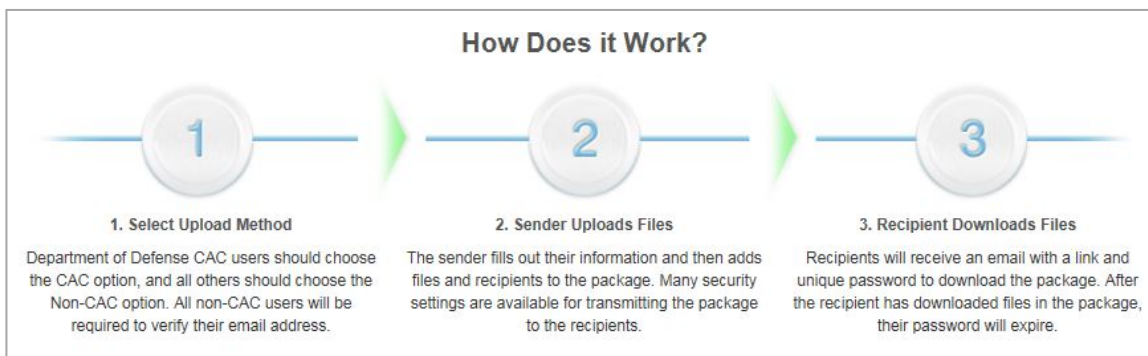 How Does it Work?
1
2
3
1. Select Upload Method
Department of Defense CAC users should choose
the CAC option, and all others should choose the
Non-CAC option. All non-CAC users will be
required to verify their email address.
2. Sender Uploads Files
The sender fills out their information and then adds
files and recipients to the package. Many security
settings are available for transmitting the package
to the recipients.
3. Recipient Downloads Files
Recipients will receive an email with a link and
unique password to download the package. After
the recipient has downloaded files in the package,
their password will expire.